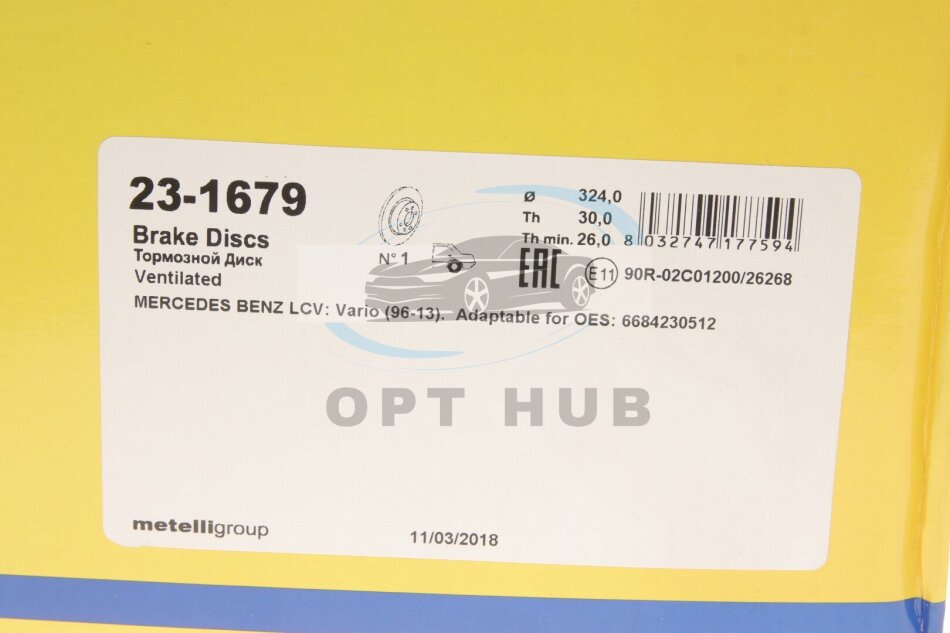 23-1679
Brake Discs
Тормозной Диск
Ventilated
MERCEDES BENZ LCV: Vario (96-13). Adaptable for OES: 6684230512
N° 1
Ø 324,0
Th 30,0
Th min. 26,0
8 032747 177594
EAC E11 90R-02C01200/26268
OPT HUB
metelligroup
11/03/2018